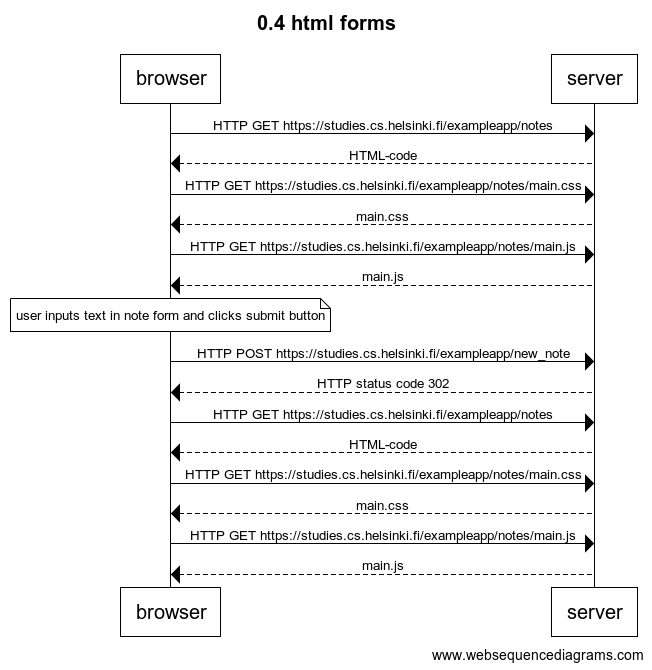 0.4 html forms
browser server
HTTP GET https://studies.cs.helsinki.fi/exampleapp/notes
HTML-code
HTTP GET https://studies.cs.helsinki.fi/exampleapp/notes/main.css
main.css
HTTP GET https://studies.cs.helsinki.fi/exampleapp/notes/main.js
main.js
user inputs text in note form and clicks submit button
HTTP POST https://studies.cs.helsinki.fi/exampleapp/new_note
HTTP status code 302
HTTP GET https://studies.cs.helsinki.fi/exampleapp/notes
HTML-code
HTTP GET https://studies.cs.helsinki.fi/exampleapp/notes/main.css
main.css
HTTP GET https://studies.cs.helsinki.fi/exampleapp/notes/main.js
main.js
browser server
www.websequencediagrams.com